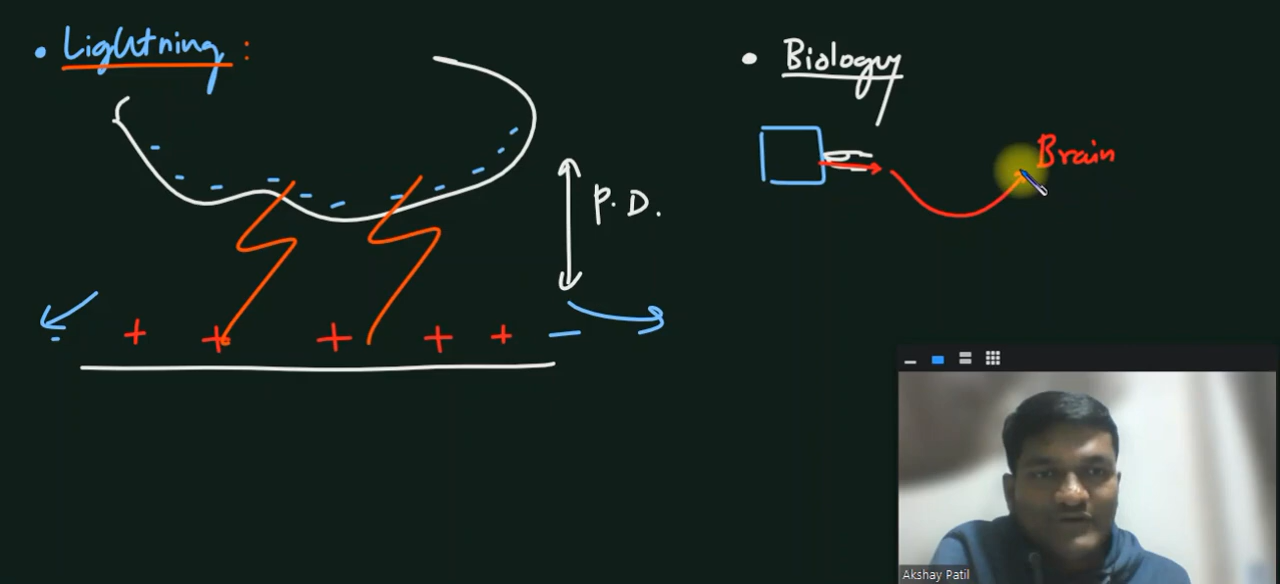 • Lightning :
P.D.
+ + + + + −
• Biology
Brain
Akshay Patil